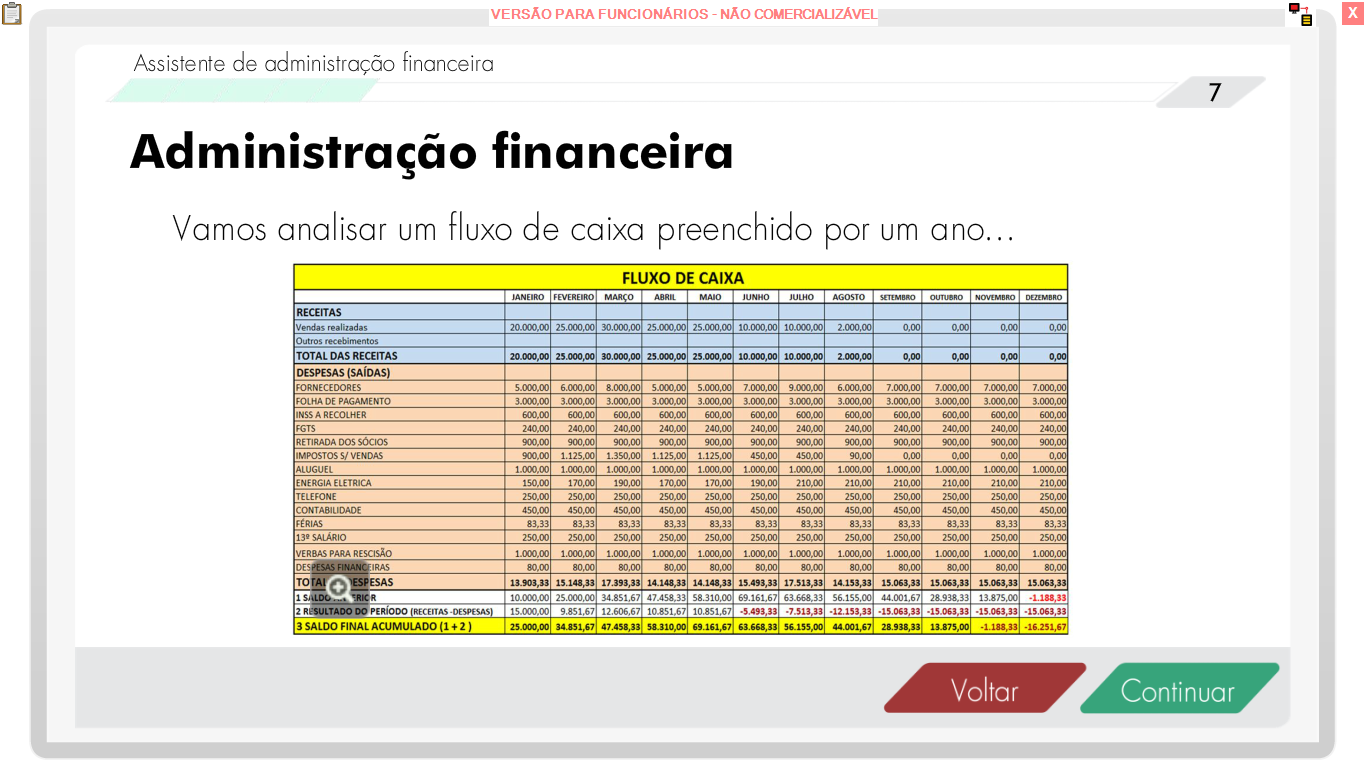 VERSÃO PARA FUNCIONÁRIOS - NÃO COMERCIALIZÁVEL
X
Assistente de administração financeira
7
Administração financeira
Vamos analisar um fluxo de caixa preenchido por um ano...
FLUXO DE CAIXA
JANEIRO FEVEREIRO MARÇO ABRIL MAIO JUNHO JULHO AGOSTO SETEMBRO OUTUBRO NOVEMBRO DEZEMBRO
RECEITAS
Vendas realizadas 20.000,00 25.000,00 30.000,00 25.000,00 25.000,00 10.000,00 10.000,00 2.000,00 0,00 0,00 0,00 0,00
Outros recebimentos
TOTAL DAS RECEITAS 20.000,00 25.000,00 30.000,00 25.000,00 25.000,00 10.000,00 10.000,00 2.000,00 0,00 0,00 0,00 0,00
DESPESAS (SAÍDAS)
FORNECEDORES 5.000,00 6.000,00 8.000,00 5.000,00 5.000,00 7.000,00 9.000,00 6.000,00 7.000,00 7.000,00 7.000,00 7.000,00
FOLHA DE PAGAMENTO 3.000,00 3.000,00 3.000,00 3.000,00 3.000,00 3.000,00 3.000,00 3.000,00 3.000,00 3.000,00 3.000,00 3.000,00
INSS A RECOLHER 600,00 600,00 600,00 600,00 600,00 600,00 600,00 600,00 600,00 600,00 600,00 600,00
FGTS 240,00 240,00 240,00 240,00 240,00 240,00 240,00 240,00 240,00 240,00 240,00 240,00
RETIRADA DOS SÓCIOS 900,00 900,00 900,00 900,00 900,00 900,00 900,00 900,00 900,00 900,00 900,00 900,00
IMPOSTOS S/ VENDAS 900,00 1.125,00 1.350,00 1.125,00 1.125,00 450,00 450,00 90,00 0,00 0,00 0,00 0,00
ALUGUEL 1.000,00 1.000,00 1.000,00 1.000,00 1.000,00 1.000,00 1.000,00 1.000,00 1.000,00 1.000,00 1.000,00 1.000,00
ENERGIA ELETRICA 150,00 170,00 190,00 170,00 170,00 190,00 210,00 210,00 210,00 210,00 210,00 210,00
TELEFONE 250,00 250,00 250,00 250,00 250,00 250,00 250,00 250,00 250,00 250,00 250,00 250,00
CONTABILIDADE 450,00 450,00 450,00 450,00 450,00 450,00 450,00 450,00 450,00 450,00 450,00 450,00
FÉRIAS 83,33 83,33 83,33 83,33 83,33 83,33 83,33 83,33 83,33 83,33 83,33 83,33
13º SALÁRIO 250,00 250,00 250,00 250,00 250,00 250,00 250,00 250,00 250,00 250,00 250,00 250,00
VERBAS PARA RESCISÃO 1.000,00 1.000,00 1.000,00 1.000,00 1.000,00 1.000,00 1.000,00 1.000,00 1.000,00 1.000,00 1.000,00 1.000,00
DESPESAS FINANCEIRAS 80,00 80,00 80,00 80,00 80,00 80,00 80,00 80,00 80,00 80,00 80,00 80,00
TOTAL DESPESAS 13.903,33 15.148,33 17.393,33 14.148,33 14.148,33 15.493,33 17.513,33 14.153,33 15.063,33 15.063,33 15.063,33 15.063,33
1 SALDO ANTERIOR 10.000,00 25.000,00 34.851,67 47.458,33 58.310,00 69.161,67 63.668,33 56.155,00 44.001,67 28.938,33 13.875,00 -1.188,33
2 RESULTADO DO PERÍODO (RECEITAS -DESPESAS) 15.000,00 9.851,67 12.606,67 10.851,67 10.851,67 -5.493,33 -7.513,33 -12.153,33 -15.063,33 -15.063,33 -15.063,33 -15.063,33
3 SALDO FINAL ACUMULADO (1 + 2 ) 25.000,00 34.851,67 47.458,33 58.310,00 69.161,67 63.668,33 56.155,00 44.001,67 28.938,33 13.875,00 -1.188,33 -16.251,67
Voltar
Continuar